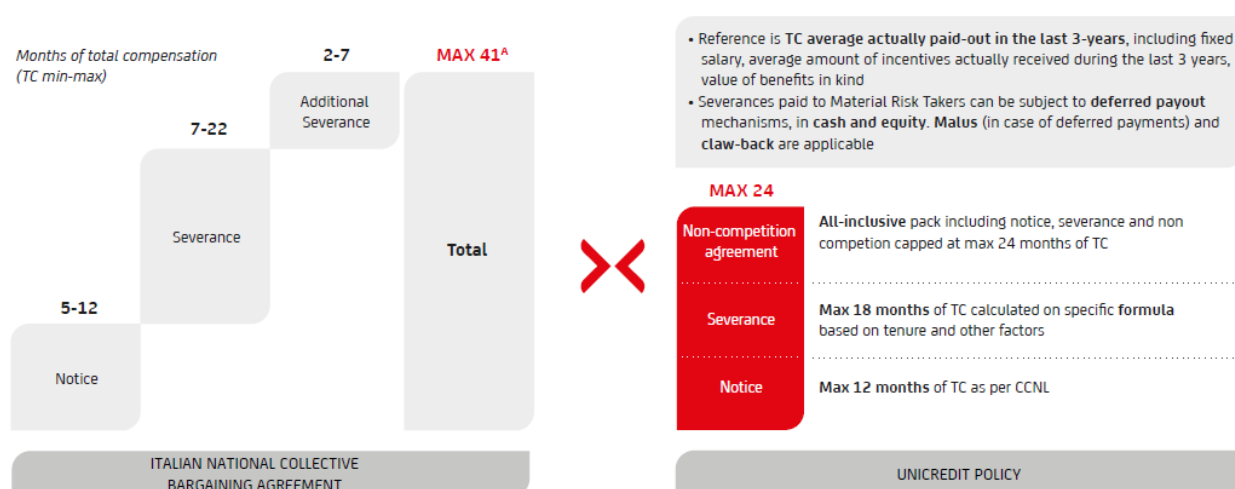 Months of total compensation
(TC min-max)
2-7
MAX 41ᴬ
Additional
Severance
7-22
Severance
Total
5-12
Notice
ITALIAN NATIONAL COLLECTIVE
BARGAINING AGREEMENT
• Reference is TC average actually paid-out in the last 3-years, including fixed
salary, average amount of incentives actually received during the last 3 years,
value of benefits in kind
• Severances paid to Material Risk Takers can be subject to deferred payout
mechanisms, in cash and equity. Malus (in case of deferred payments) and
claw-back are applicable
MAX 24
Non-competition
agreement
All-inclusive pack including notice, severance and non
competion capped at max 24 months of TC
Severance
Max 18 months of TC calculated on specific formula
based on tenure and other factors
Notice
Max 12 months of TC as per CCNL
UNICREDIT POLICY